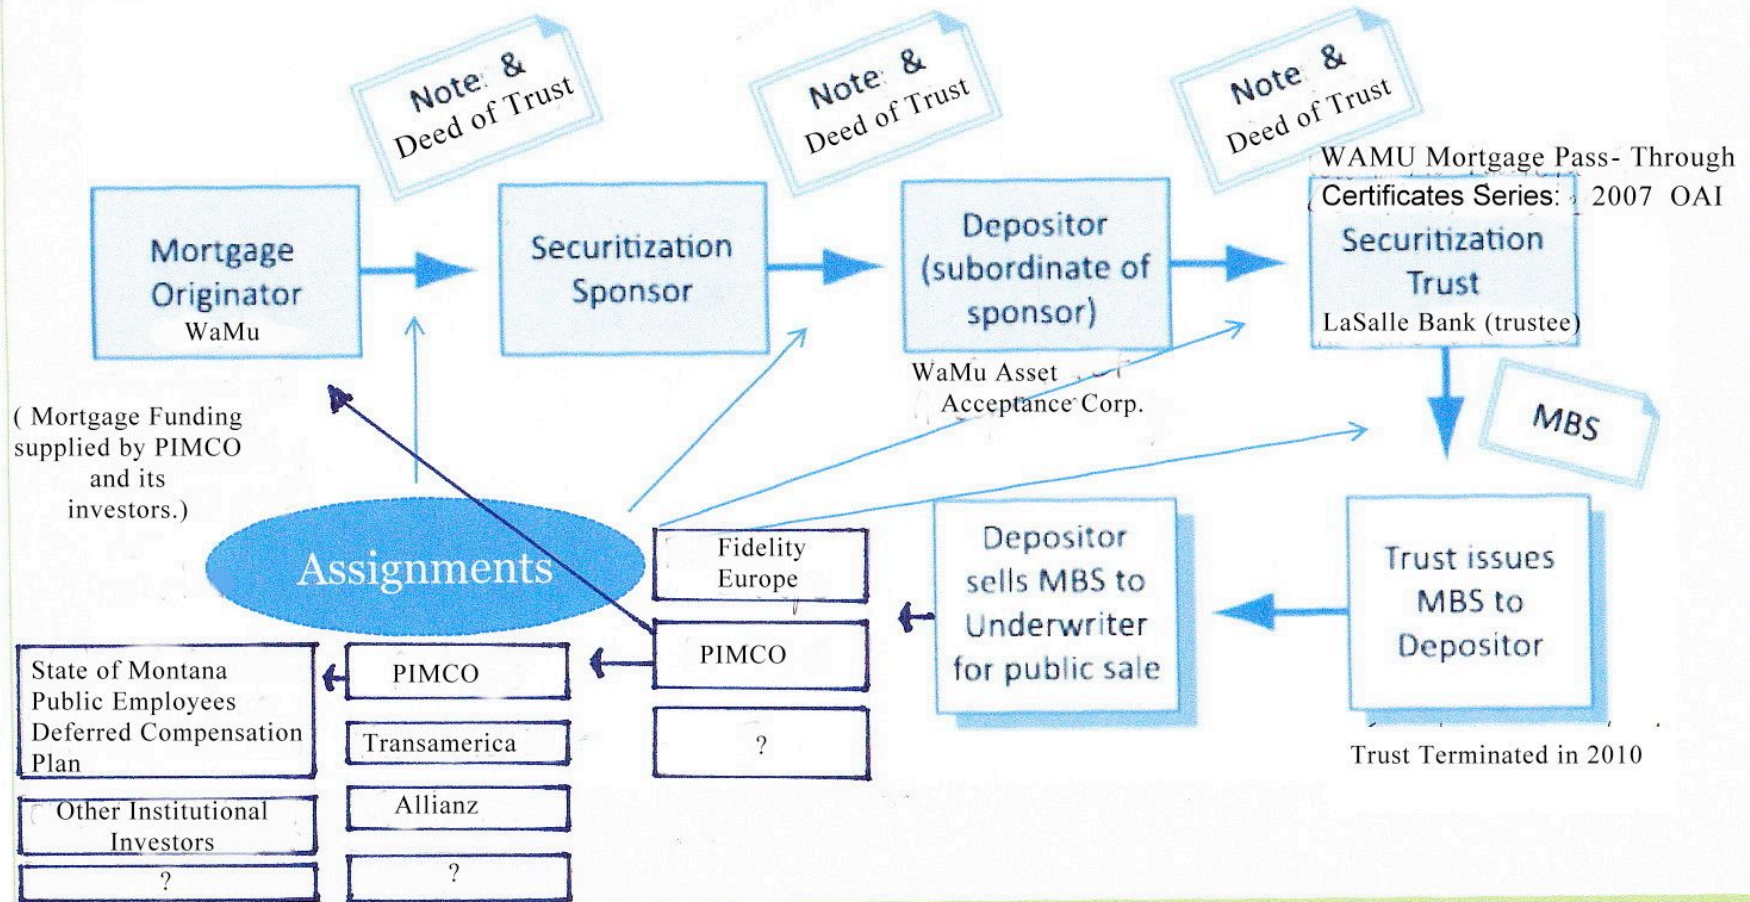 Note: &
Deed of Trust
Note: &
Deed of Trust
Note: &
Deed of Trust
WAMU Mortgage Pass- Through
Certificates Series: 2007 OAI
Mortgage
Originator
WaMu
Securitization
Sponsor
Depositor
(subordinate of
sponsor)
Securitization
Trust
LaSalle Bank (trustee)
WaMu Asset
Acceptance Corp.
MBS
( Mortgage Funding
supplied by PIMCO
and its
investors.)
Assignments
Fidelity
Europe
PIMCO
?
Depositor
sells MBS to
Underwriter
for public sale
Trust issues
MBS to
Depositor
Trust Terminated in 2010
State of Montana
Public Employees
Deferred Compensation
Plan
Other Institutional
Investors
?
PIMCO
Transamerica
Allianz
?